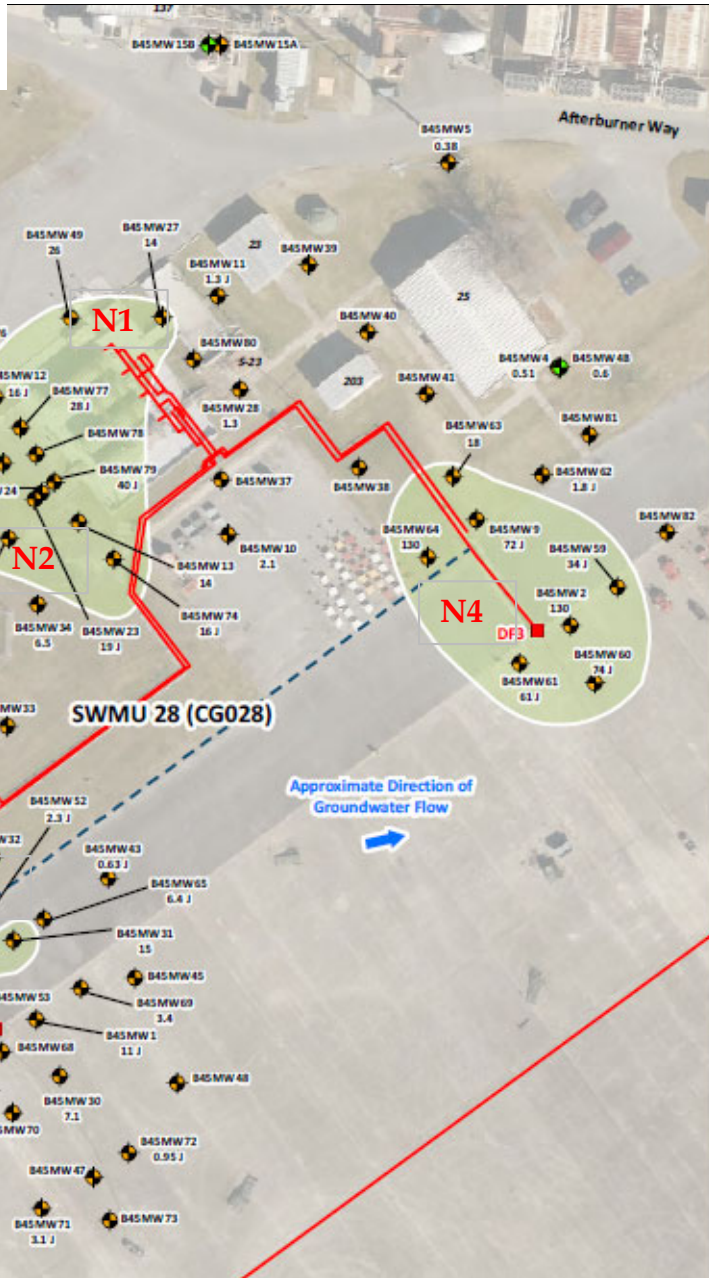 137
B45MW15B
B45MW15A
Afterburner Way
B45MW5
0.38
B45MW49
26
B45MW27
14
23
B45MW39
B45MW11
1.3 J
25
N1
B45MW40
B45MW80
S-23
203
B45MW4
0.51
B45MW4B
0.6
B45MW12
16 J
B45MW77
28 J
B45MW28
1.3
B45MW41
B45MW78
B45MW63
18
B45MW81
B45MW79
40 J
B45MW37
B45MW38
B45MW62
1.8 J
B45MW82
B45MW64
130
B45MW9
72 J
B45MW59
34 J
N2
B45MW13
14
B45MW10
2.1
B45MW34
6.5
B45MW23
19 J
B45MW74
16 J
N4
B45MW2
130
DF3
B45MW61
61 J
B45MW60
74 J
MW33
SWMU 28 (CG028)
B45MW52
2.3 J
Approximate Direction of
Groundwater Flow
B45MW43
0.63 J
B45MW65
6.4 J
B45MW31
15
B45MW45
B45MW53
B45MW69
3.4
B45MW1
11 J
B45MW68
B45MW48
B45MW30
7.1
MW70
B45MW72
0.95 J
B45MW47
B45MW71
3.1 J
B45MW73